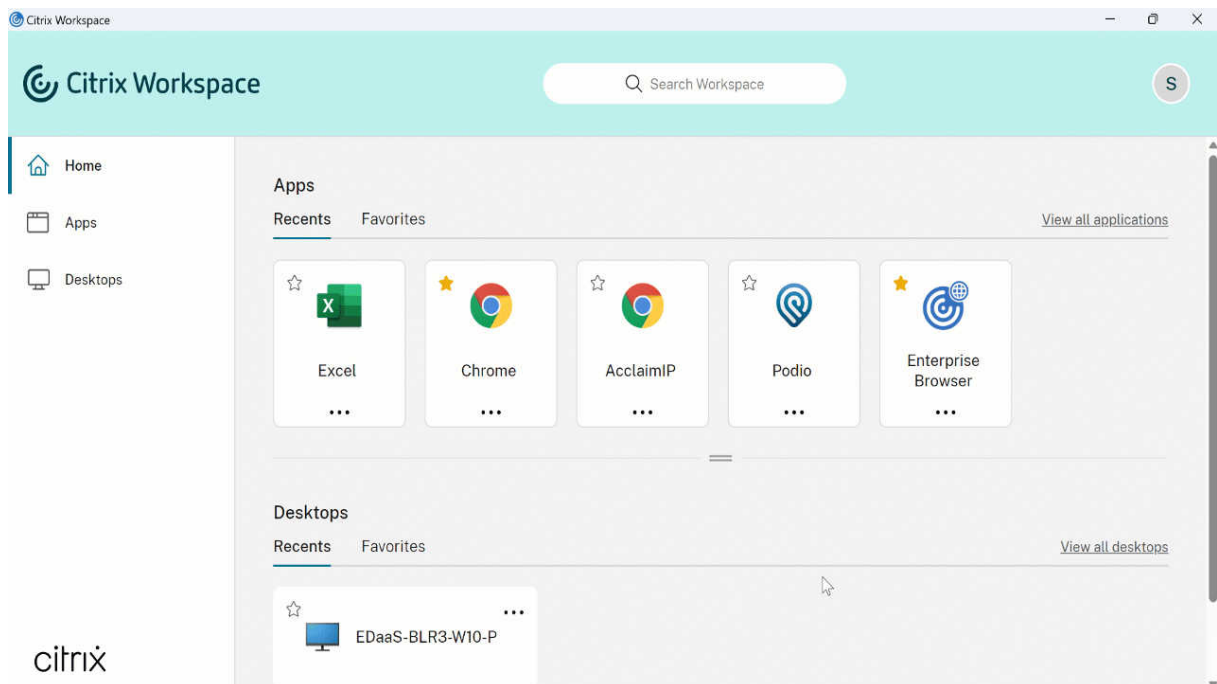 Citrix Workspace
Citrix Workspace
Search Workspace
S
Home
Apps
Desktops
Apps
Recents Favorites
View all applications
Excel
Chrome
AcclaimIP
Podio
Enterprise
Browser
Desktops
Recents Favorites
View all desktops
EDaaS-BLR3-W10-P
citrix